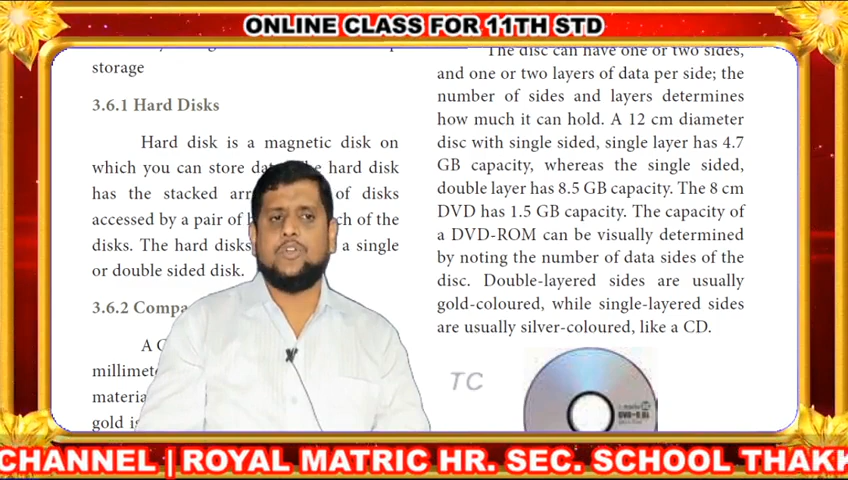 ONLINE CLASS FOR 11TH STD
storage
3.6.1 Hard Disks
Hard disk is a magnetic disk on
which you can store hard disk
has the stacked of disks
accessed by a pair of of the
disks. The hard a single
or double sided disk.
3.6.2
A
gold
The disc can have one or two sides,
and one or two layers of data per side; the
number of sides and layers determines
how much it can hold. A 12 cm diameter
disc with single sided, single layer has 4.7
GB capacity, whereas the single sided,
double layer has 8.5 GB capacity. The 8 cm
DVD has 1.5 GB capacity. The capacity of
a DVD-ROM can be visually determined
by noting the number of data sides of the
disc. Double-layered sides are usually
gold-coloured, while single-layered sides
are usually silver-coloured, like a CD.
TC
CHANNEL | ROYAL MATRIC HR. SEC. SCHOOL THAKK